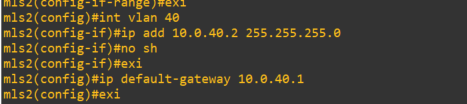 mls2(config-if-range)#exi
mls2(config)#int vlan 40
mls2(config-if)#ip add 10.0.40.2 255.255.255.0
mls2(config-if)#no sh
mls2(config-if)#exi
mls2(config)#ip default-gateway 10.0.40.1
mls2(config)#exi